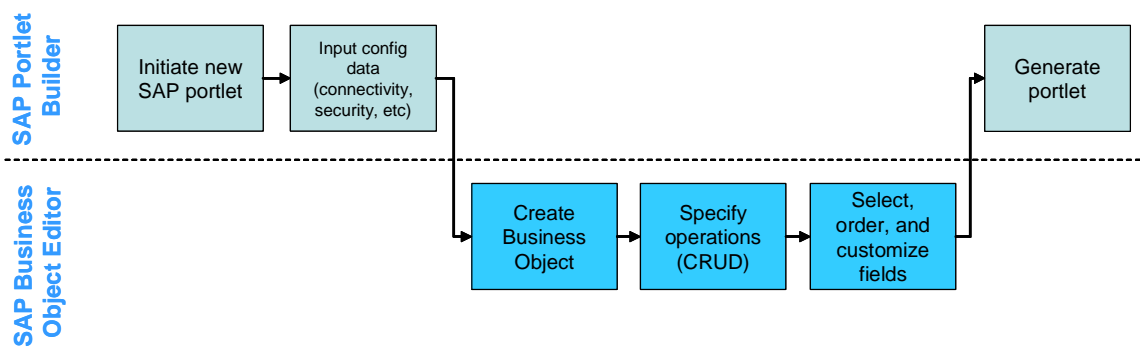 SAP Portlet
Builder
Initiate new
SAP portlet
Input config
data
(connectivity,
security, etc)
Generate
portlet
SAP Business
Object Editor
Create
Business
Object
Specify
operations
(CRUD)
Select,
order, and
customize
fields